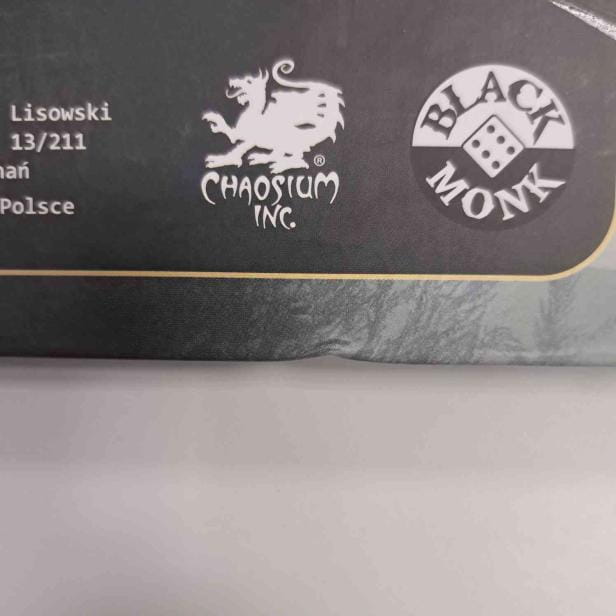 Lisowski
13/211
nań
Polsce
CHAOSIUM
INC.
®
BLACK
MONK